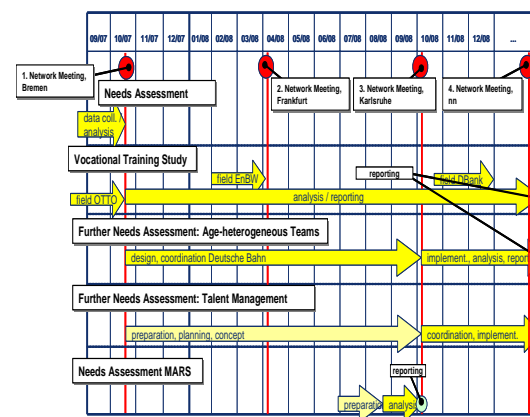 09/07 10/07 11/07 12/07 01/08 02/08 03/08 04/08 05/08 06/08 07/08 08/08 09/08 10/08 11/08 12/08 ...
1. Network Meeting,
Bremen
2. Network Meeting,
Frankfurt
3. Network Meeting,
Karlsruhe
4. Network Meeting,
nn
Needs Assessment
data coll. /
analysis
Vocational Training Study
field EnBW
reporting
field DBank
field OTTO
analysis / reporting
Further Needs Assessment: Age-heterogeneous Teams
design, coordination Deutsche Bahn
implement., analysis, report
Further Needs Assessment: Talent Management
preparation, planning, concept
coordination, implement.
Needs Assessment MARS
reporting
preparation
analysis